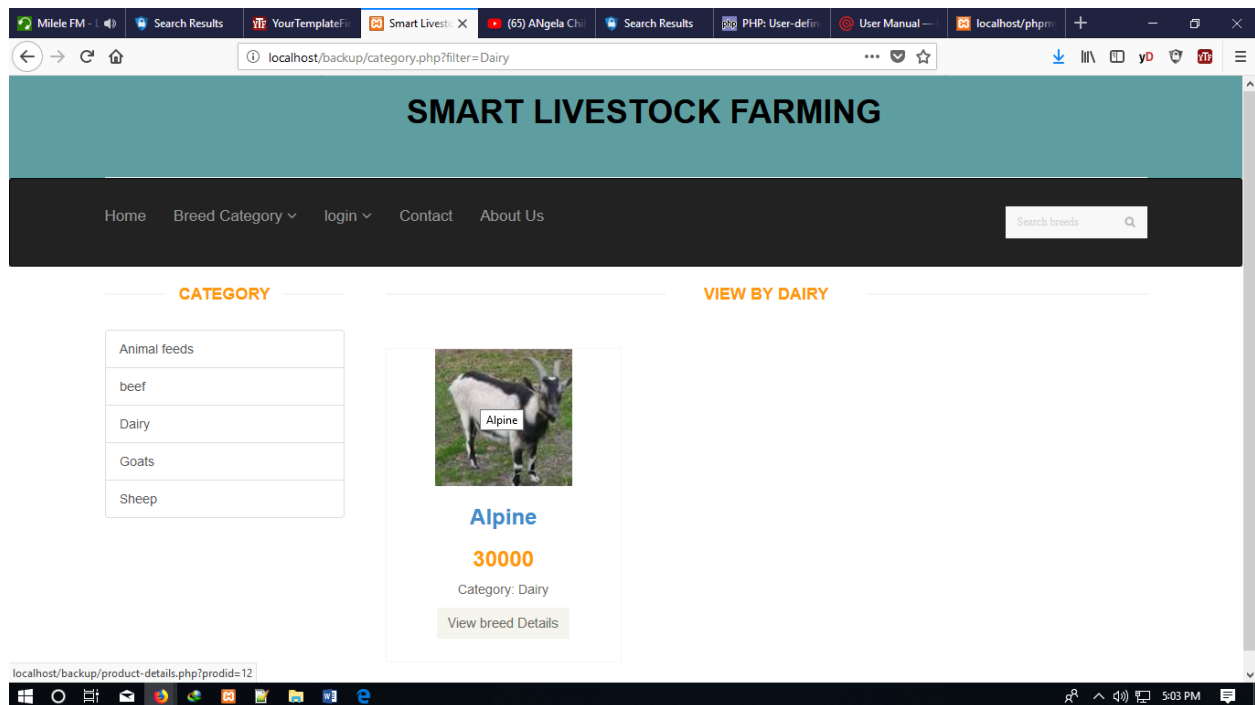 Milele FM - l
Search Results
YourTemplateFin
Smart Livesto
(65) ANgela Chil
Search Results
PHP: User-defin
User Manual —
localhost/phpm
localhost/backup/category.php?filter=Dairy
SMART LIVESTOCK FARMING
Home Breed Category login Contact About Us
Search breeds
CATEGORY
VIEW BY DAIRY
Animal feeds
beef
Dairy
Goats
Sheep
Alpine
Alpine
30000
Category: Dairy
View breed Details
localhost/backup/product-details.php?prodid=12
5:03 PM